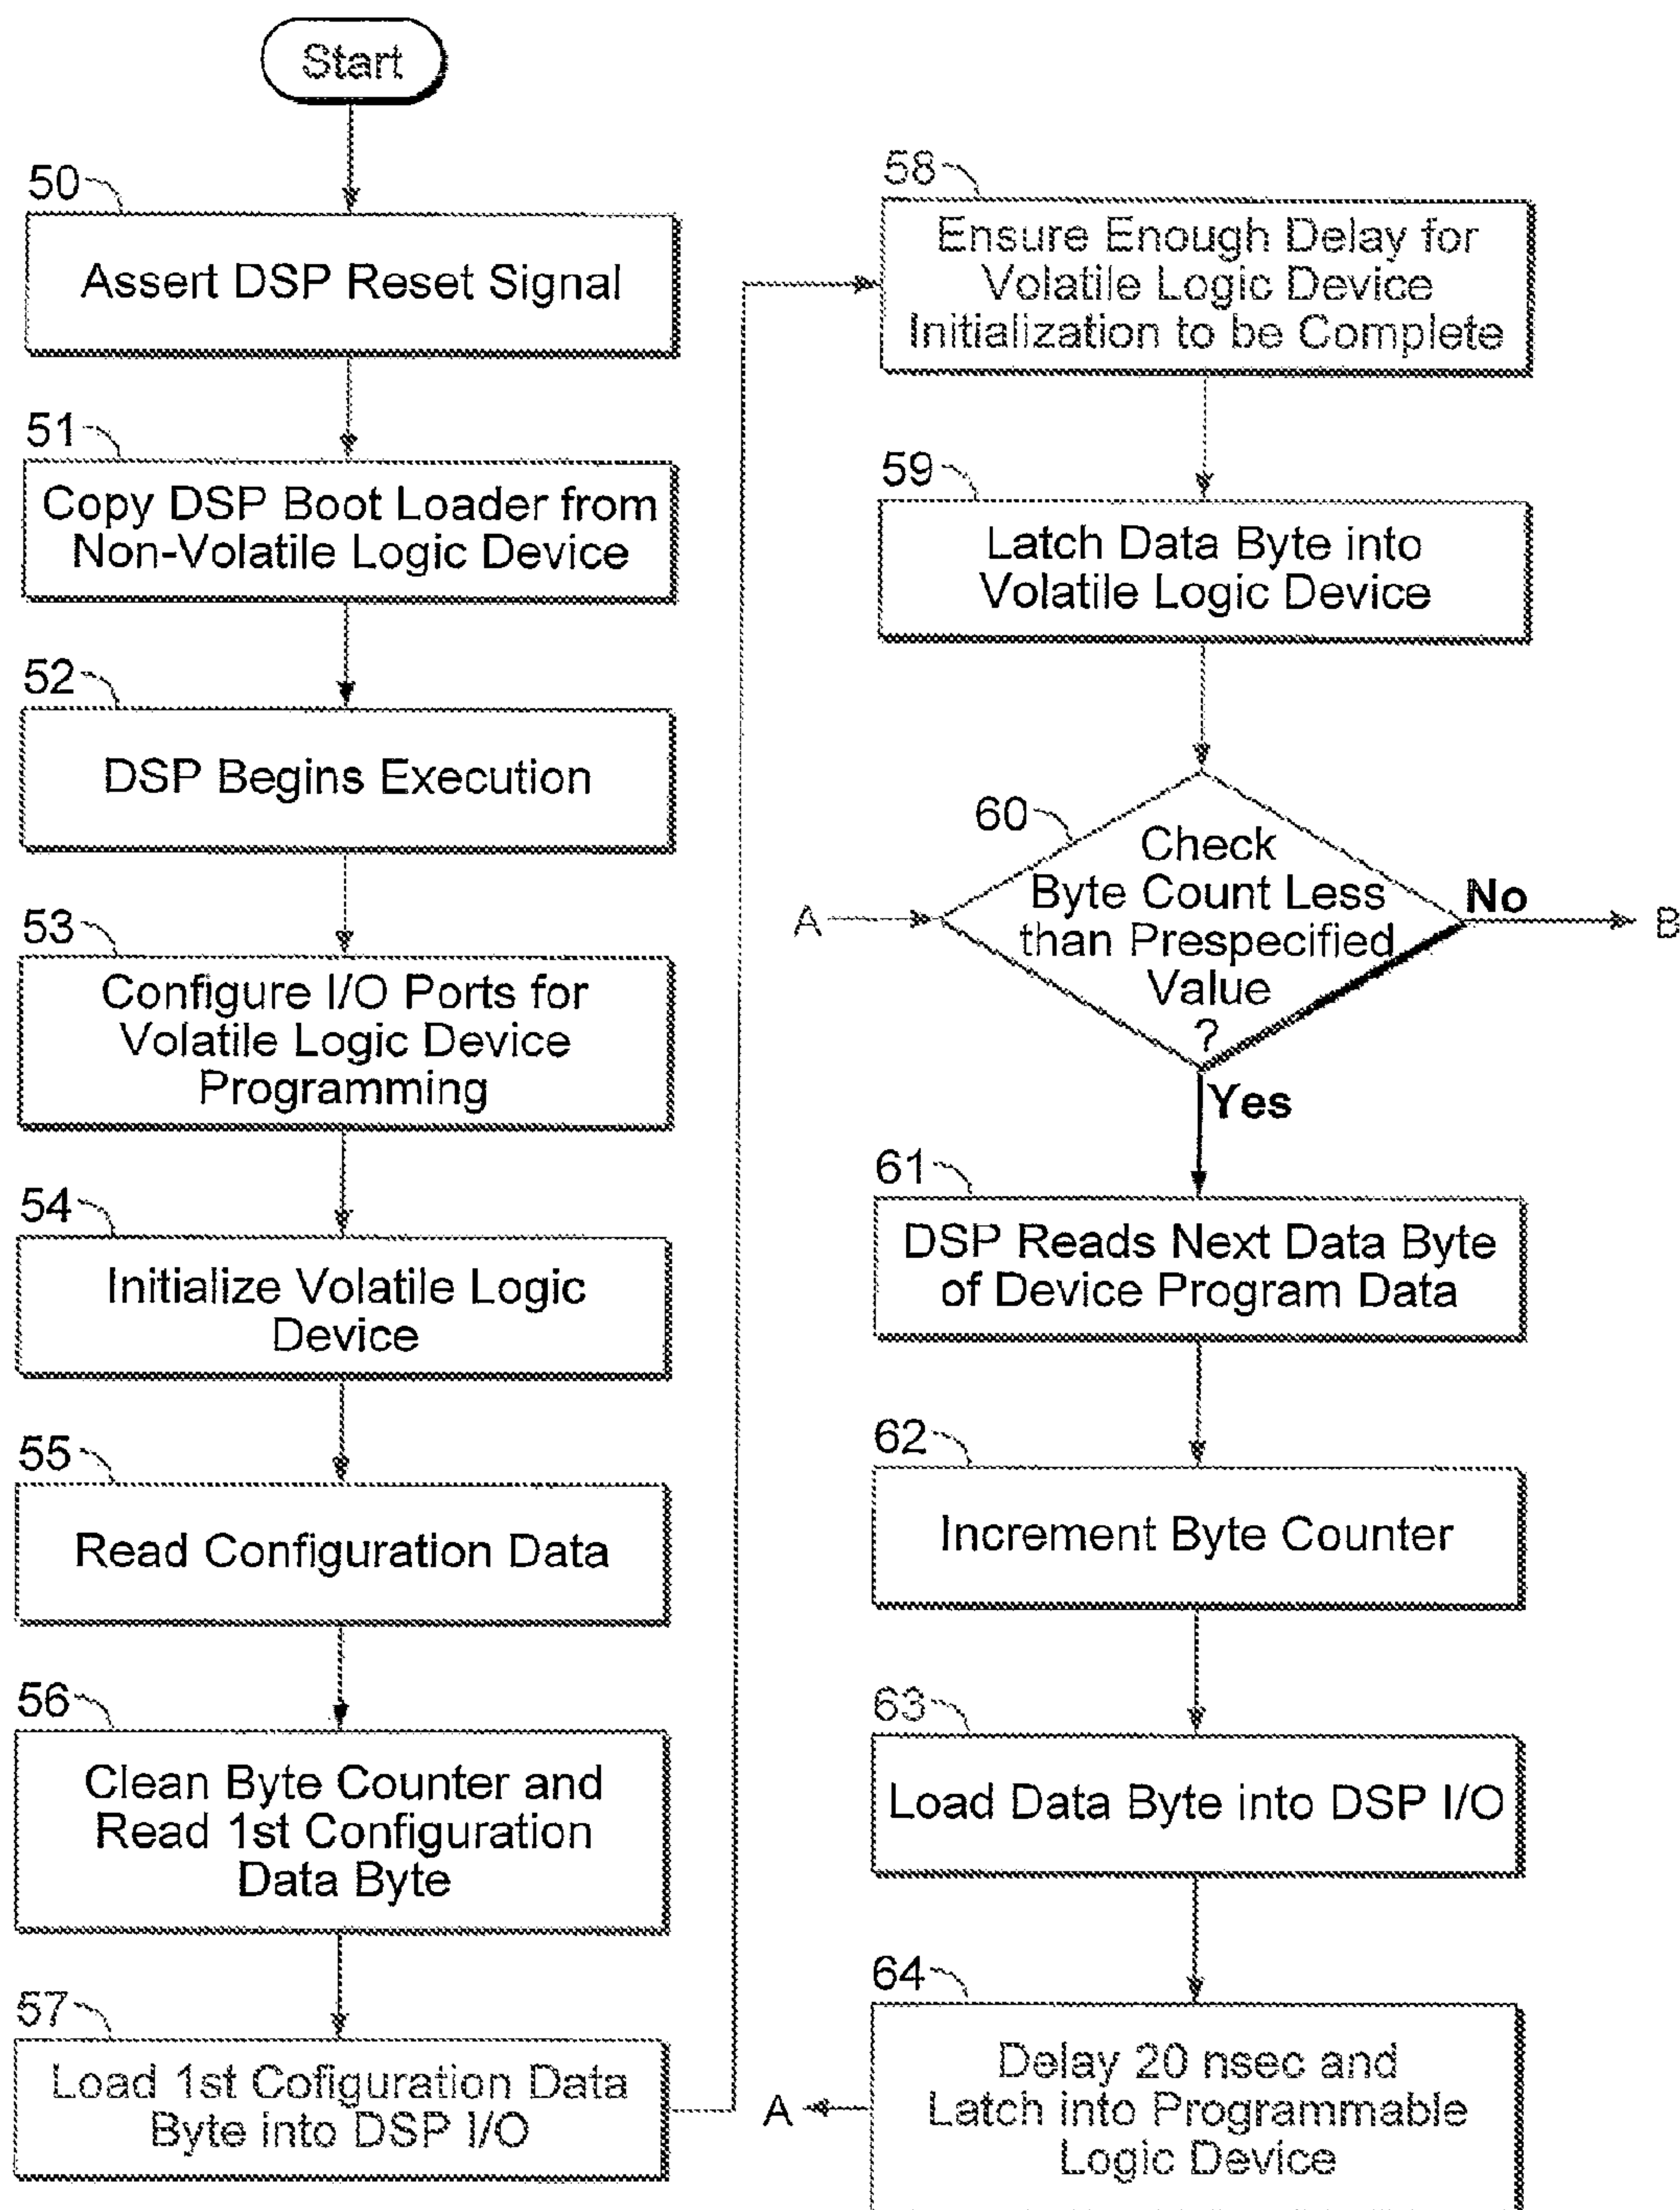 Start
50
Assert DSP Reset Signal
51
Copy DSP Boot Loader from
Non-Volatile Logic Device
52
DSP Begins Execution
53
Configure I/O Ports for
Volatile Logic Device
Programming
54
Initialize Volatile Logic
Device
55
Read Configuration Data
56
Clean Byte Counter and
Read 1st Configuration
Data Byte
57
Load 1st Cofiguration Data
Byte into DSP I/O
58
Ensure Enough Delay for
Volatile Logic Device
Initialization to be Complete
59
Latch Data Byte into
Volatile Logic Device
60
Check
Byte Count Less
than Prespecified
Value
?
A
No
B
Yes
61
DSP Reads Next Data Byte
of Device Program Data
62
Increment Byte Counter
63
Load Data Byte into DSP I/O
64
Delay 20 nsec and
Latch into Programmable
Logic Device
A